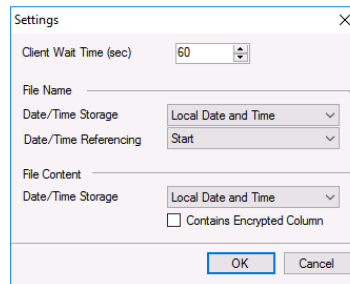 Settings
Client Wait Time (sec) 60
File Name
Date/Time Storage Local Date and Time
Date/Time Referencing Start
File Content
Date/Time Storage Local Date and Time
Contains Encrypted Column
OK Cancel